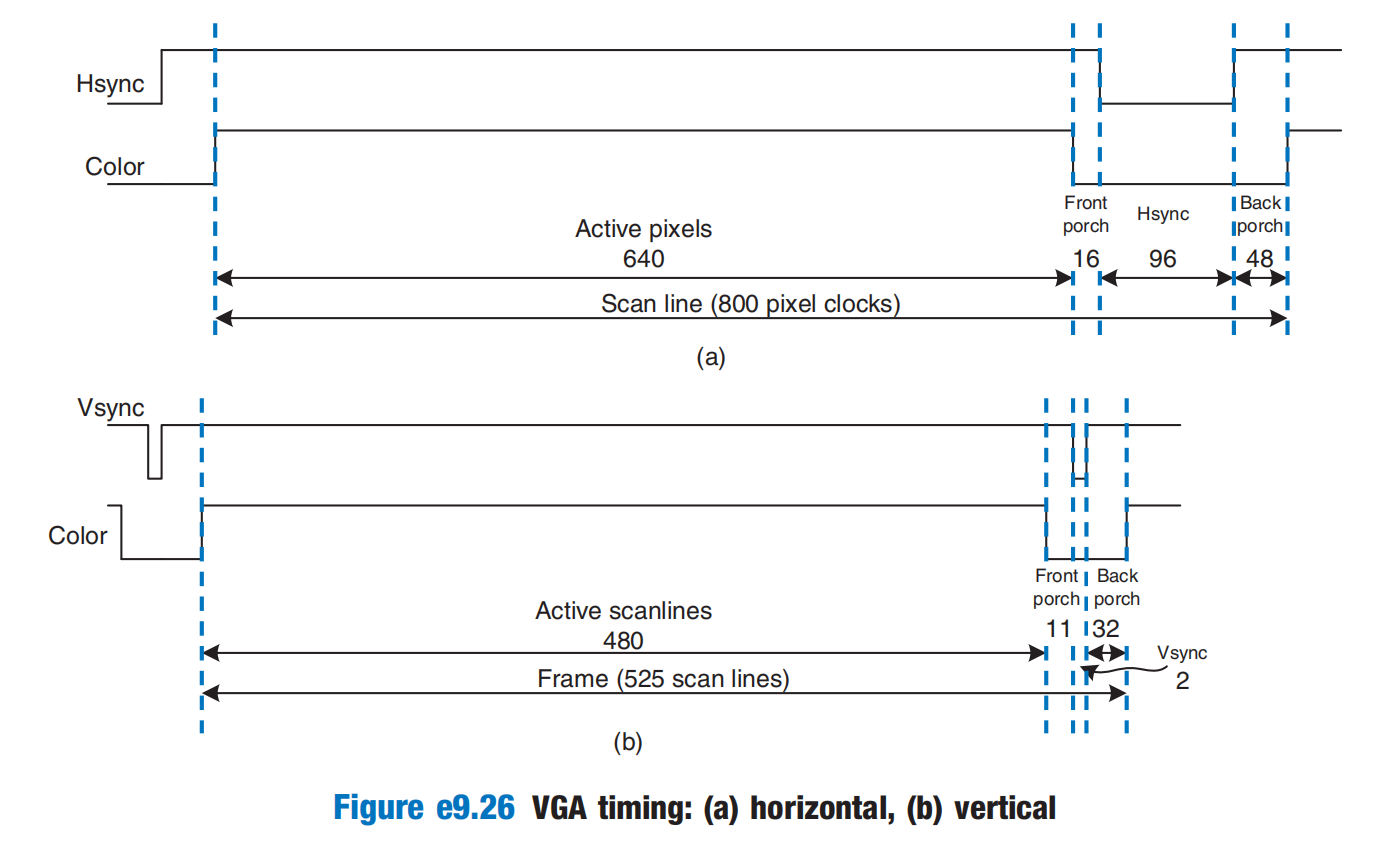 Hsync
Color
Front
porch
Hsync
Back
porch
Active pixels
640
16
96
48
Scan line (800 pixel clocks)
(a)
Vsync
Color
Front
porch
Back
porch
Active scanlines
480
11
32
Vsync
2
Frame (525 scan lines)
(b)
Figure e9.26 VGA timing: (a) horizontal, (b) vertical